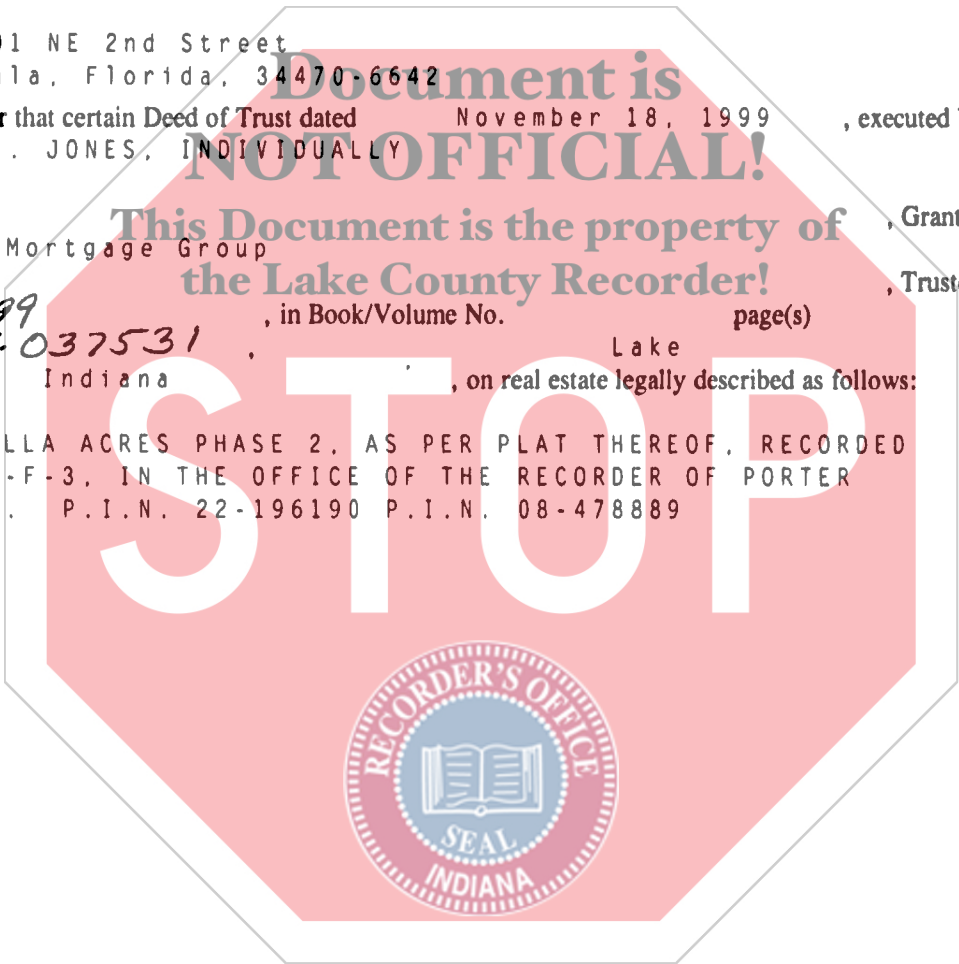 01 NE 2nd Street
la, Florida, 34470-6642
Document is
r that certain Deed of Trust dated November 18, 1999 , executed
. JONES, INDIVIDUALLY
NOT OFFICIAL!
This Document is the property of
, Grant
Mortgage Group
the Lake County Recorder!
, Trust
99
037531 , in Book/Volume No. page(s)
, Lake
Indiana , on real estate legally described as follows:
LLA ACRES PHASE 2, AS PER PLAT THEREOF, RECORDED
-F-3, IN THE OFFICE OF THE RECORDER OF PORTER
. P.I.N. 22-196190 P.I.N. 08-478889
STOP
RECORDER'S OFFICE
SEAL
INDIANA